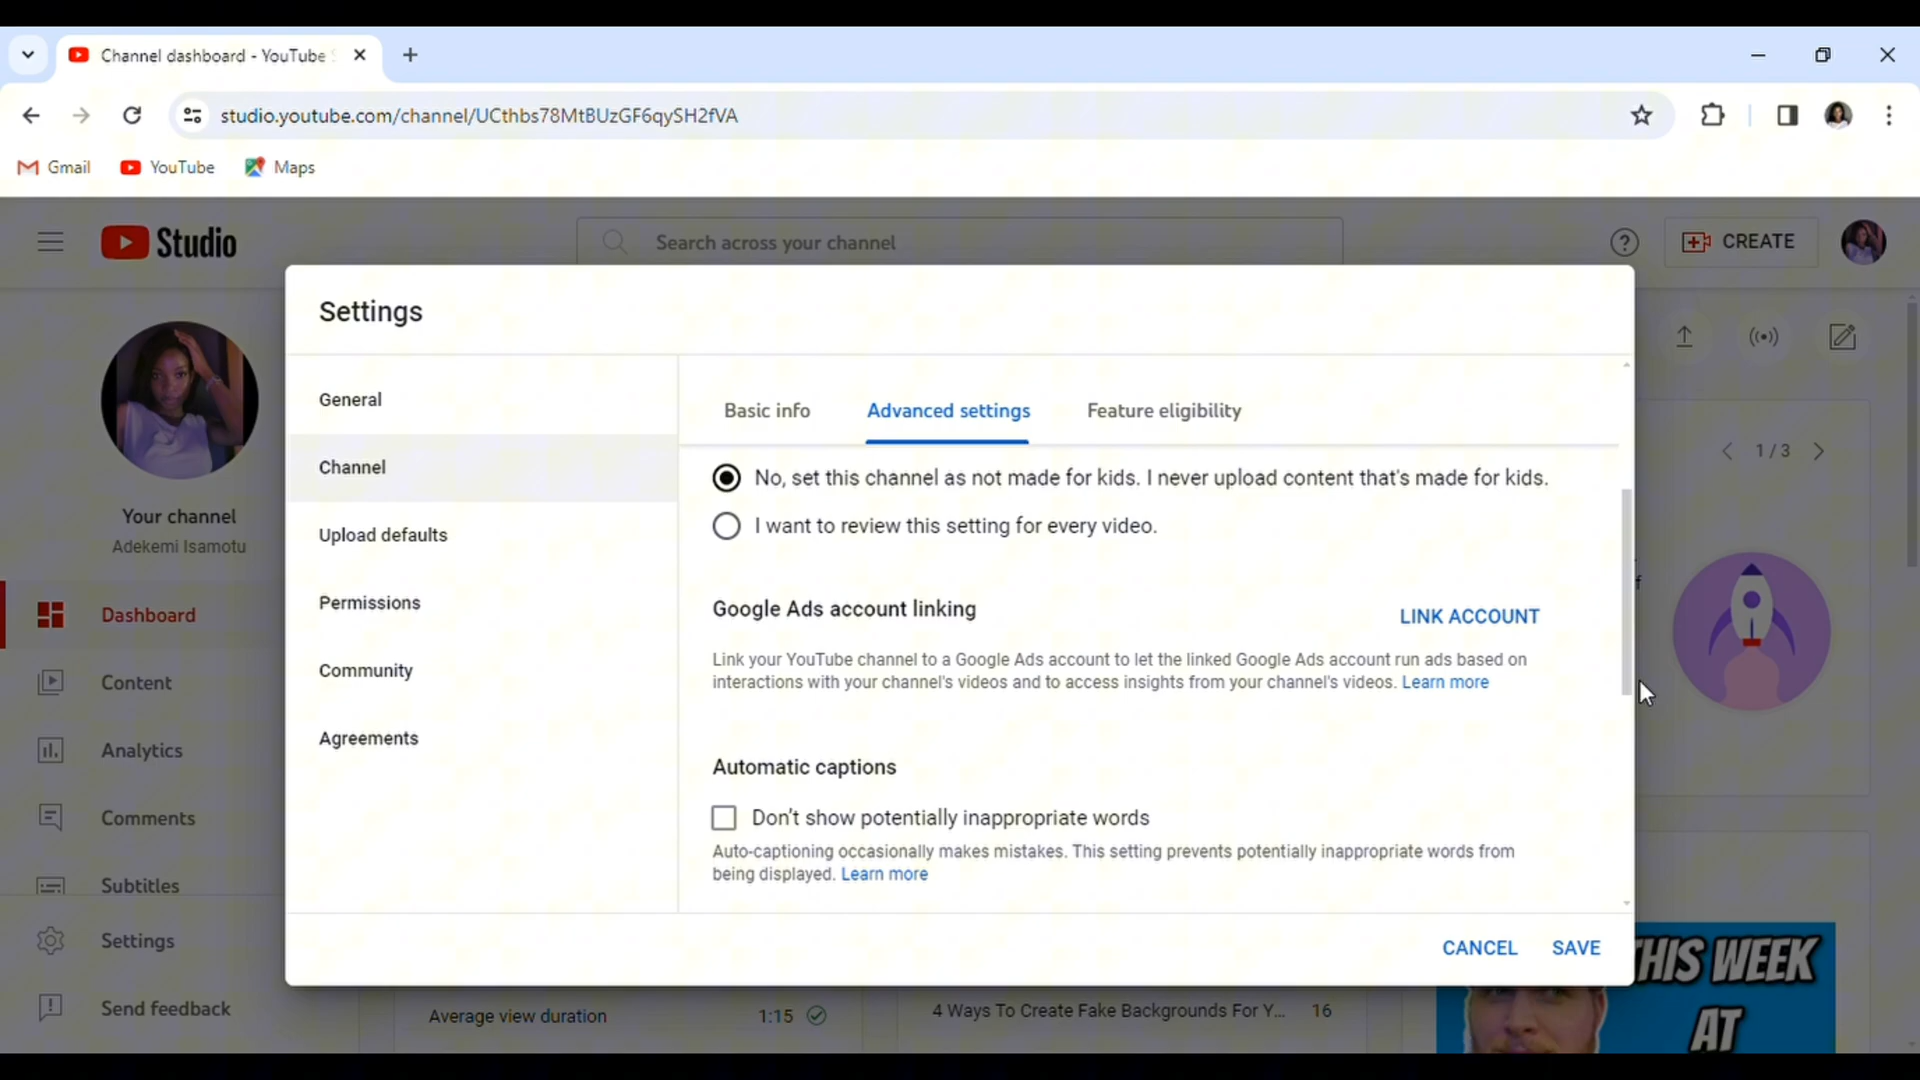 Channel dashboard - YouTube S
studio.youtube.com/channel/UCthbs78MtBUzGF6qySH2fVA
Gmail
YouTube
Maps
Studio
Search across your channel
CREATE
Settings
General
Channel
Upload defaults
Permissions
Community
Agreements
Basic info
Advanced settings
Feature eligibility
No, set this channel as not made for kids. I never upload content that's made for kids.
I want to review this setting for every video.
Google Ads account linking
LINK ACCOUNT
Link your YouTube channel to a Google Ads account to let the linked Google Ads account run ads based on
interactions with your channel's videos and to access insights from your channel's videos. Learn more
Automatic captions
Don't show potentially inappropriate words
Auto-captioning occasionally makes mistakes. This setting prevents potentially inappropriate words from
being displayed. Learn more
CANCEL
SAVE
Your channel
Adekemi Isamotu
Dashboard
Content
Analytics
Comments
Subtitles
Settings
Send feedback
1 / 3
f
Average view duration
1:15
4 Ways To Create Fake Backgrounds For Y...
16
THIS WEEK
AT